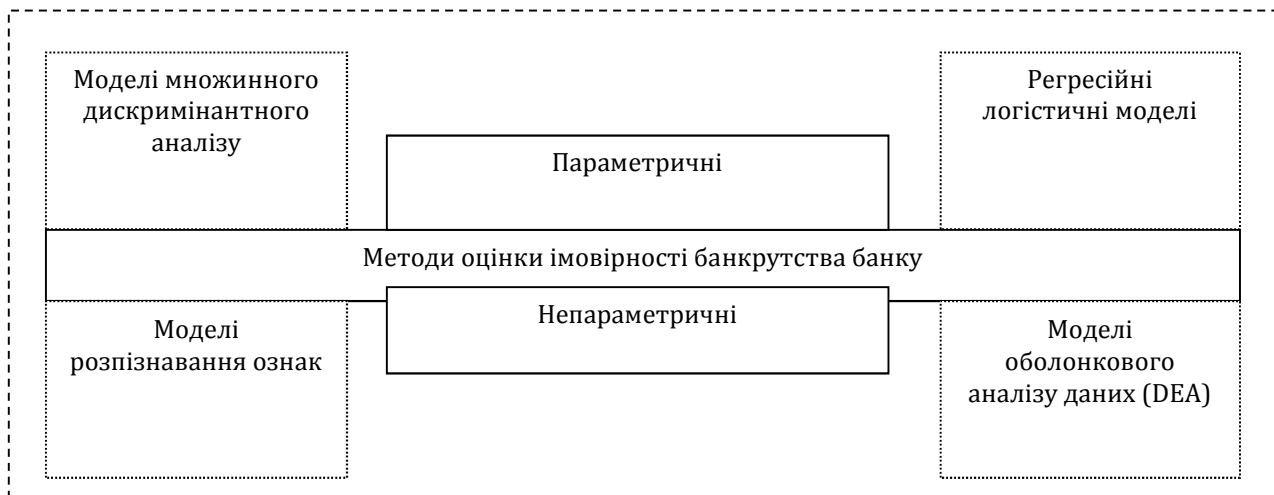 Моделі множинного
дискримінантного
аналізу
Регресійні
логістичні моделі
Параметричні
Методи оцінки імовірності банкрутства банку
Непараметричні
Моделі
розпізнавання ознак
Моделі
оболонкового
аналізу даних (DEA)